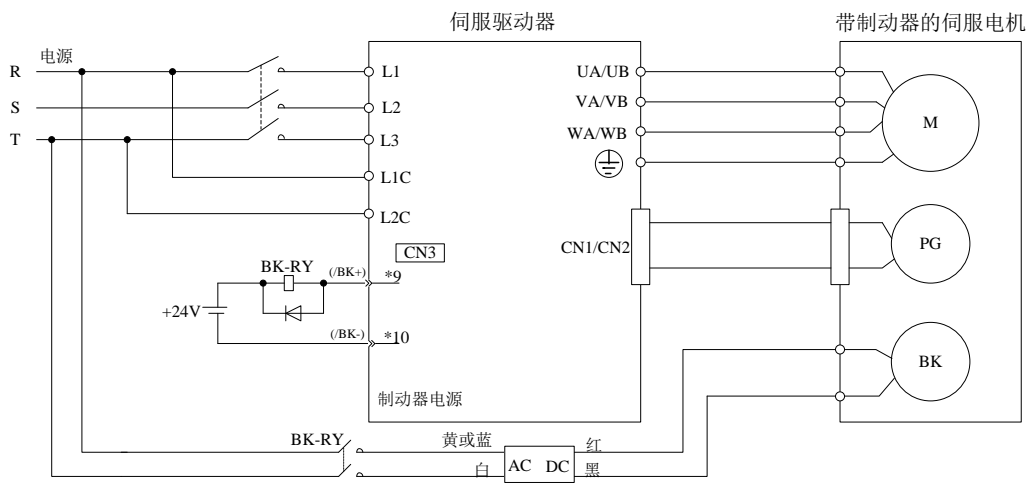 伺服驱动器
带制动器的伺服电机
电源
R
L1
UA/UB
S
L2
VA/VB
T
L3
WA/WB
M
L1C
L2C
CN1/CN2
PG
CN3
BK-RY
(/BK+)
*9
+24V
(/BK-)
*10
BK
制动器电源
BK-RY
黄或蓝
红
白
AC
DC
黑